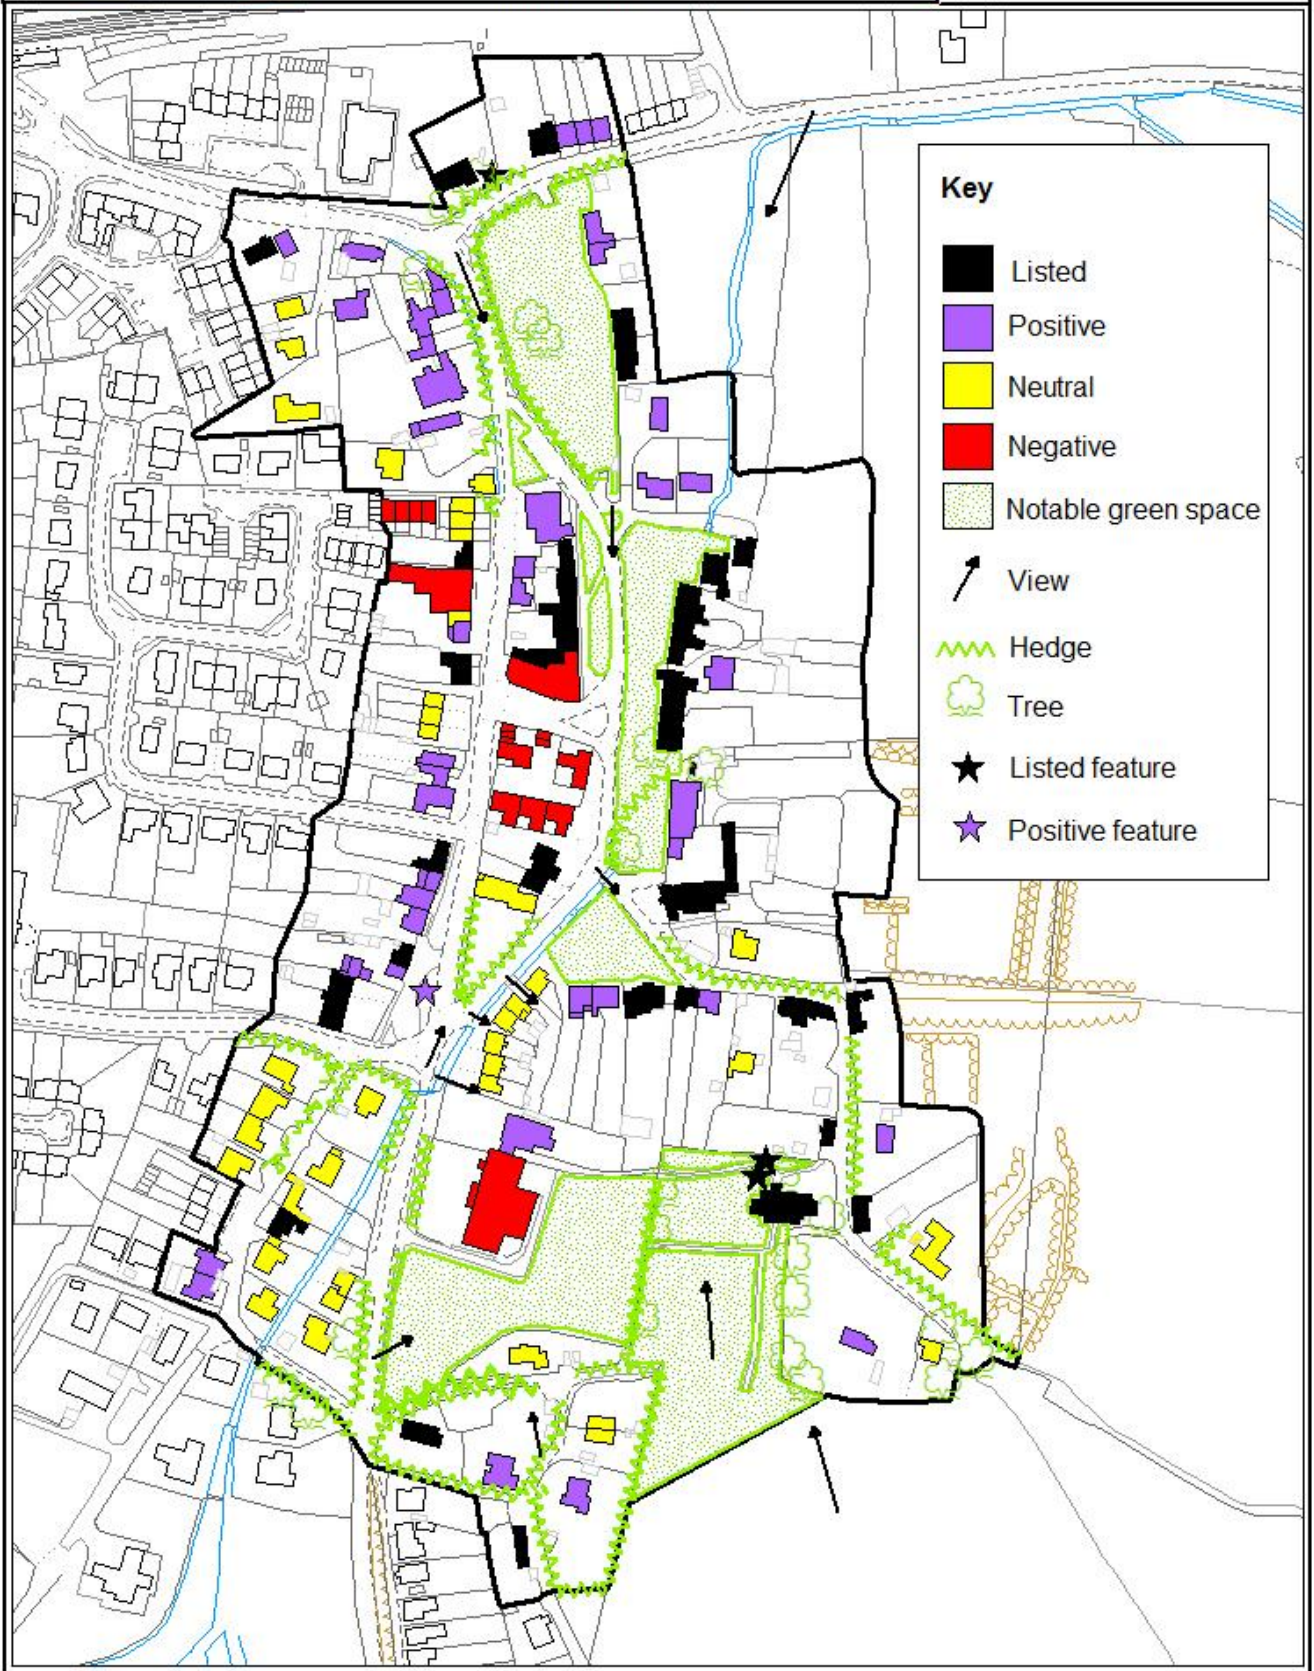 Key
Listed
Positive
Neutral
Negative
Notable green space
View
Hedge
Tree
Listed feature
Positive feature